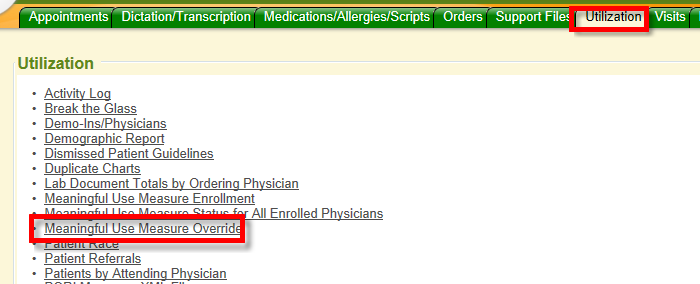 Appointments Dictation/Transcription Medications/Allergies/Scripts Orders Support Files Utilization Visits
Utilization
• Activity Log
• Break the Glass
• Demo-Ins/Physicians
• Demographic Report
• Dismissed Patient Guidelines
• Duplicate Charts
• Lab Document Totals by Ordering Physician
• Meaningful Use Measure Enrollment
• Meaningful Use Measure Status for All Enrolled Physicians
• Meaningful Use Measure Override
• Patient Race
• Patient Referrals
• Patients by Attending Physician